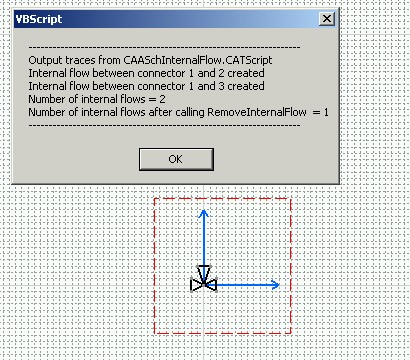 VBScript
------------------------------------------------------------
Output traces from CAASchInternalFlow.CATScript
Internal flow between connector 1 and 2 created
Internal flow between connector 1 and 3 created
Number of internal flows = 2
Number of internal flows after calling RemoveInternalFlow  = 1
------------------------------------------------------------
OK